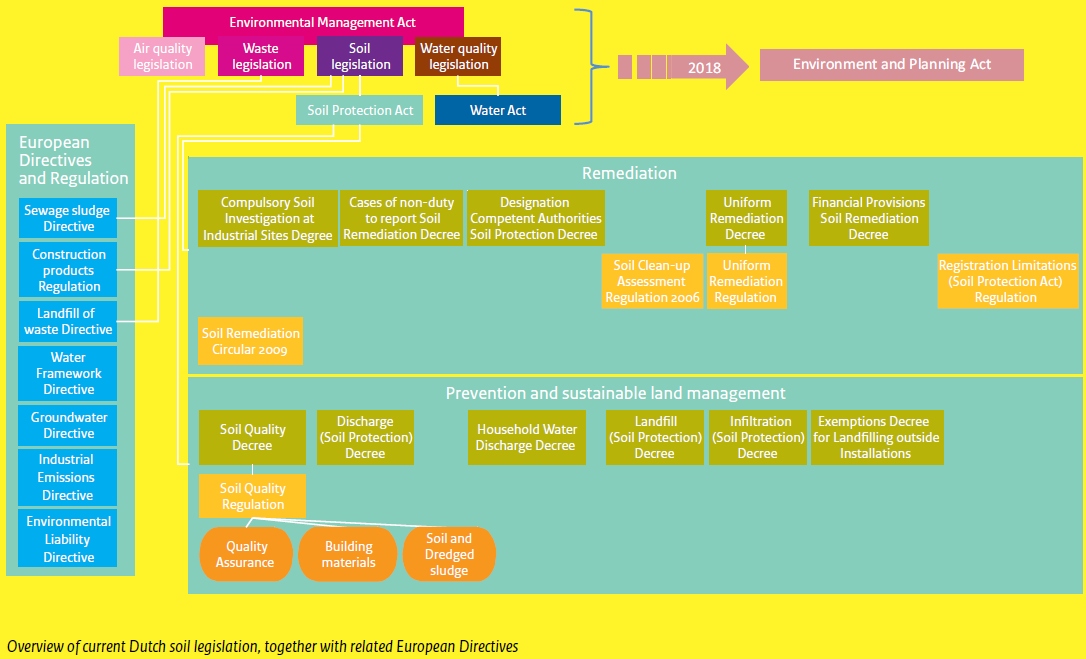 Environmental Management Act
Air quality
legislation
Waste
legislation
Soil
legislation
Water quality
legislation
2018
Environment and Planning Act
Soil Protection Act
Water Act
European
Directives
and Regulation
Sewage sludge
Directive
Construction
products
Regulation
Landfill of
waste Directive
Water
Framework
Directive
Groundwater
Directive
Industrial
Emissions
Directive
Environmental
Liability
Directive
Remediation
Compulsory Soil
Investigation at
Industrial Sites Degree
Cases of non-duty
to report Soil
Remediation Decree
Designation
Competent Authorities
Soil Protection Decree
Uniform
Remediation
Decree
Financial Provisions
Soil Remediation
Decree
Soil Clean-up
Assessment
Regulation 2006
Uniform
Remediation
Regulation
Registration Limitations
(Soil Protection Act)
Regulation
Soil Remediation
Circular 2009
Prevention and sustainable land management
Soil Quality
Decree
Discharge
(Soil Protection)
Decree
Household Water
Discharge Decree
Landfill
(Soil Protection)
Decree
Infiltration
(Soil Protection)
Decree
Exemptions Decree
for Landfilling outside
Installations
Soil Quality
Regulation
Quality
Assurance
Building
materials
Soil and
Dredged
sludge
Overview of current Dutch soil legislation, together with related European Directives